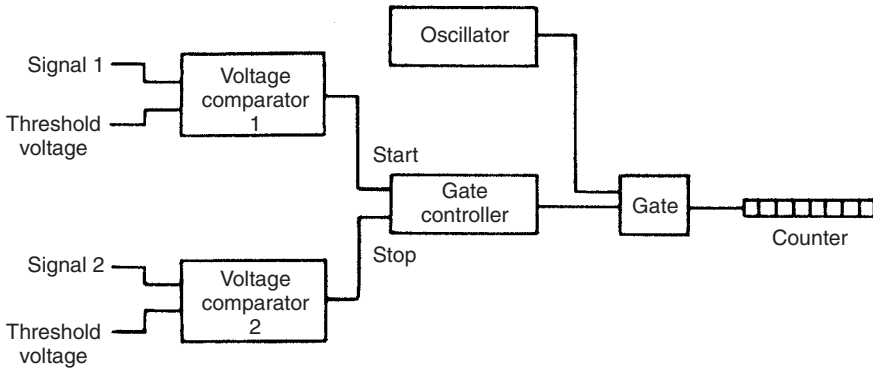 Oscillator
Signal 1
Voltage
comparator
1
Threshold
voltage
Start
Gate
controller
Gate
Counter
Stop
Signal 2
Voltage
comparator
2
Threshold
voltage